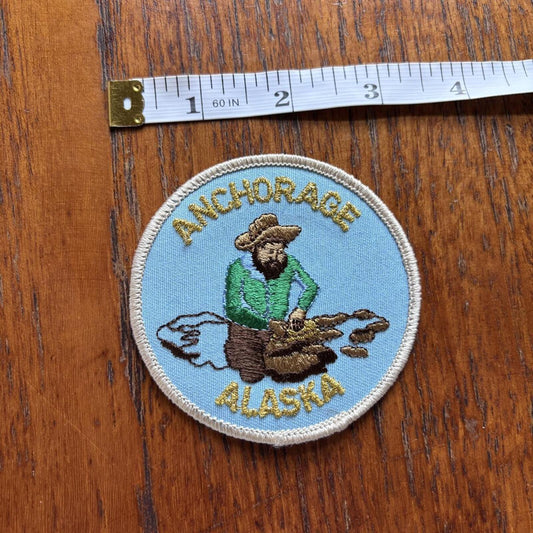 1 60 IN 2 3 4
ANCHORAGE
ALASKA